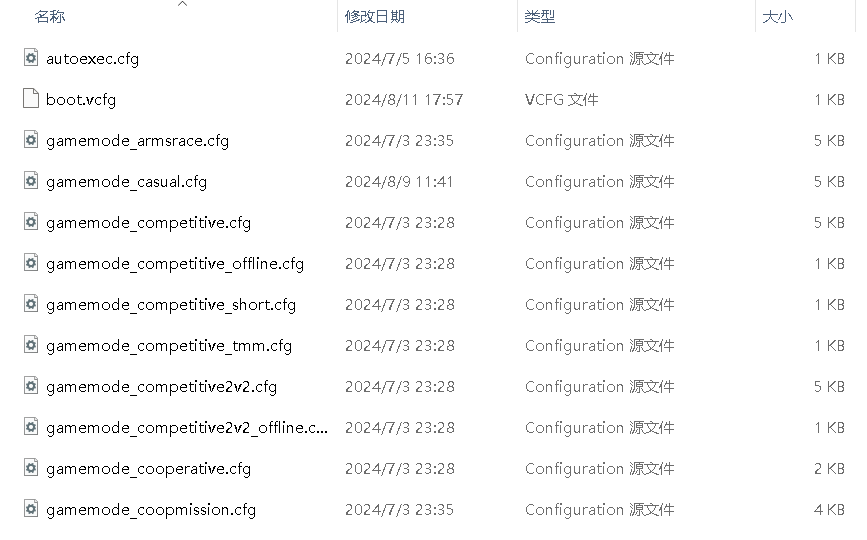 名称 修改日期 类型 大小
autoexec.cfg 2024/7/5 16:36 Configuration 源文件 1 KB
boot.vcfg 2024/8/11 17:57 VCFG 文件 1 KB
gamemode_armsrace.cfg 2024/7/3 23:35 Configuration 源文件 5 KB
gamemode_casual.cfg 2024/8/9 11:41 Configuration 源文件 5 KB
gamemode_competitive.cfg 2024/7/3 23:28 Configuration 源文件 5 KB
gamemode_competitive_offline.cfg 2024/7/3 23:28 Configuration 源文件 1 KB
gamemode_competitive_short.cfg 2024/7/3 23:28 Configuration 源文件 1 KB
gamemode_competitive_tmm.cfg 2024/7/3 23:28 Configuration 源文件 1 KB
gamemode_competitive2v2.cfg 2024/7/3 23:28 Configuration 源文件 5 KB
gamemode_competitive2v2_offline.c... 2024/7/3 23:28 Configuration 源文件 1 KB
gamemode_cooperative.cfg 2024/7/3 23:28 Configuration 源文件 2 KB
gamemode_coopmission.cfg 2024/7/3 23:35 Configuration 源文件 4 KB